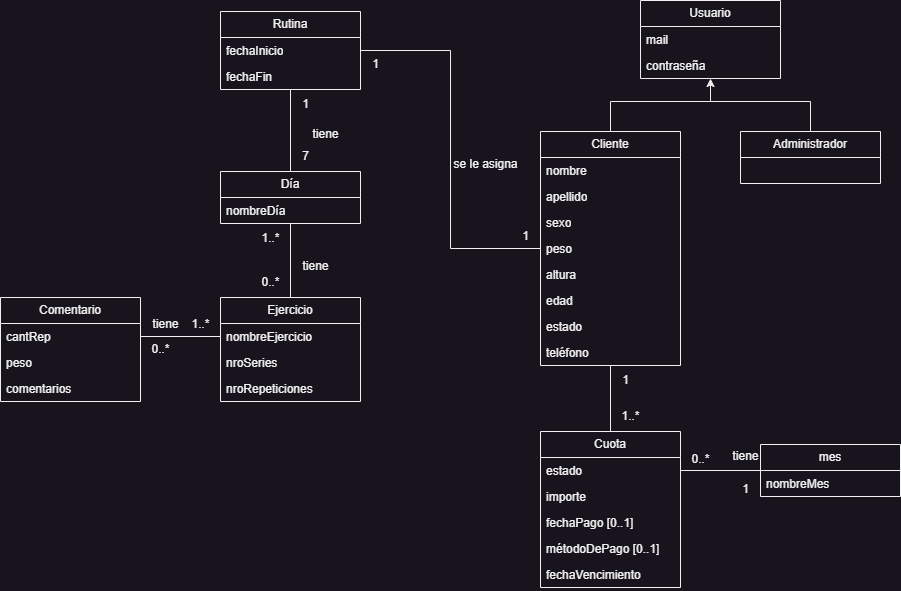 Rutina
fechaInicio
fechaFin
1
1
tiene
7
se le asigna
1
Día
nombreDía
1..*
tiene
0..*
Ejercicio
nombreEjercicio
nroSeries
nroRepeticiones
tiene 1..*
0..*
Comentario
cantRep
peso
comentarios
Usuario
mail
contraseña
Cliente
nombre
apellido
sexo
peso
altura
edad
estado
teléfono
Administrador
1
1..*
Cuota
estado
importe
fechaPago [0..1]
métodoDePago [0..1]
fechaVencimiento
0..* tiene
1
mes
nombreMes